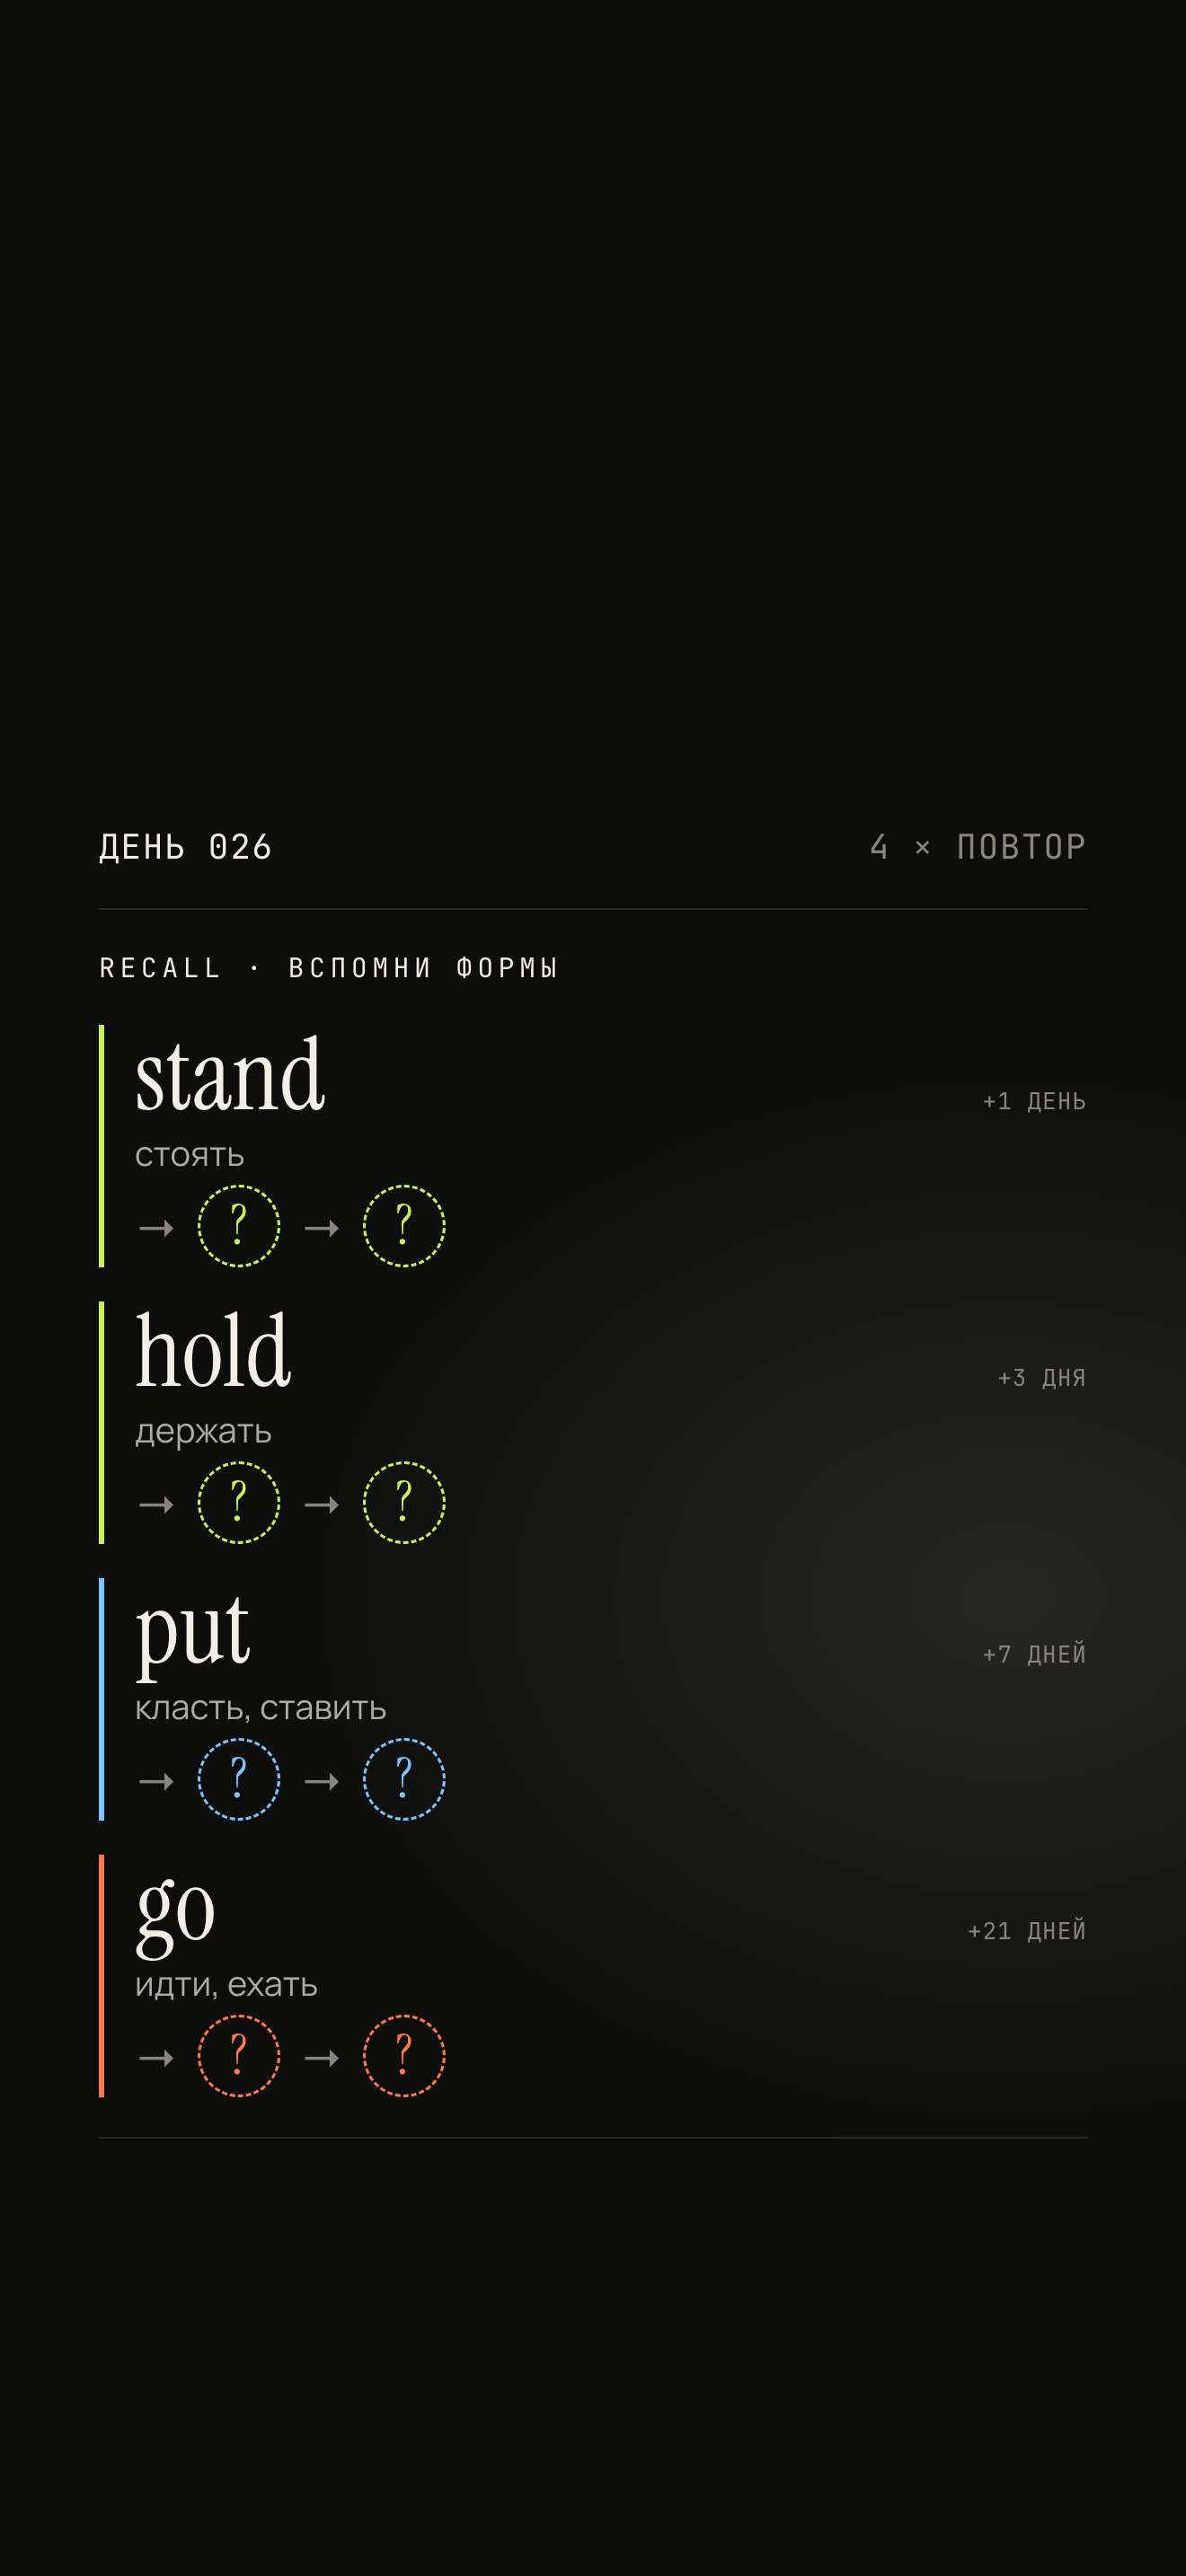 ДЕНЬ 026
4 × ПОВТОР
RECALL · ВСПОМНИ ФОРМЫ
stand
+1 ДЕНЬ
стоять
→ ? → ?
hold
+3 ДНЯ
держать
→ ? → ?
put
+7 ДНЕЙ
класть, ставить
→ ? → ?
go
+21 ДНЕЙ
идти, ехать
→ ? → ?